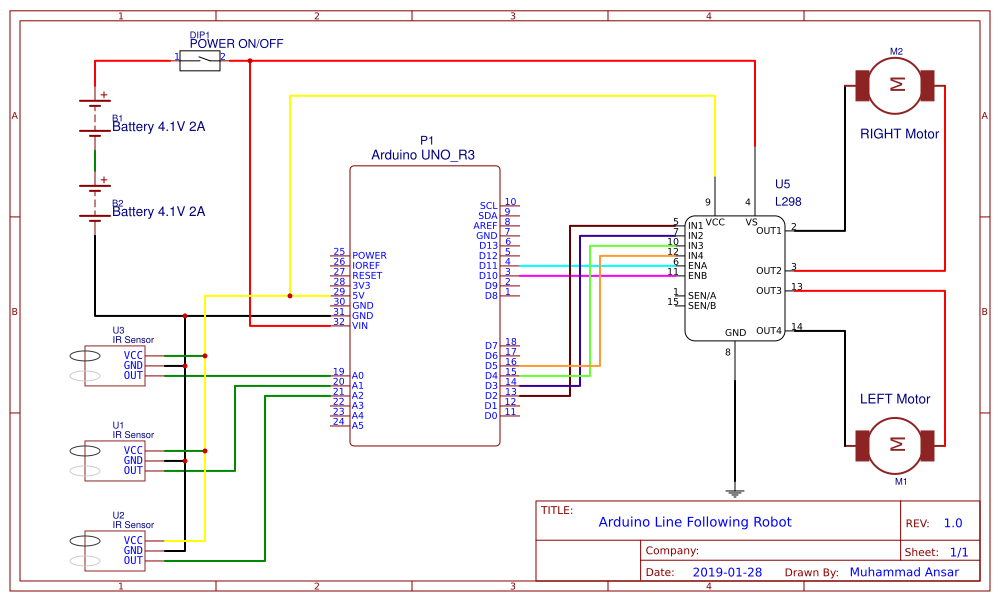 1 2 3 4
A
B
DIP1
POWER ON/OFF
1 2
+
B1
Battery 4.1V 2A
+
B2
Battery 4.1V 2A
P1
Arduino UNO_R3
25 POWER
26 IOREF
27 RESET
28 3V3
29 5V
30 GND
31 GND
32 VIN
19 A0
20 A1
21 A2
22 A3
23 A4
24 A5
SCL 10
SDA 9
AREF 8
GND 7
D13 6
D12 5
D11 4
D10 3
D9 2
D8 1
D7 18
D6 17
D5 16
D4 15
D3 14
D2 13
D1 12
D0 11
U3
IR Sensor
VCC
GND
OUT
U1
IR Sensor
VCC
GND
OUT
U2
IR Sensor
VCC
GND
OUT
U5
L298
9 VCC
4 VS
5 IN1
7 IN2
10 IN3
12 IN4
6 ENA
11 ENB
1 SEN/A
15 SEN/B
OUT1 2
OUT2 3
OUT3 13
OUT4 14
GND
8
M2
M
RIGHT Motor
LEFT Motor
M
M1
A
B
TITLE:
Arduino Line Following Robot
REV: 1.0
Company:
Sheet: 1/1
Date: 2019-01-28 Drawn By: Muhammad Ansar
1 2 3 4